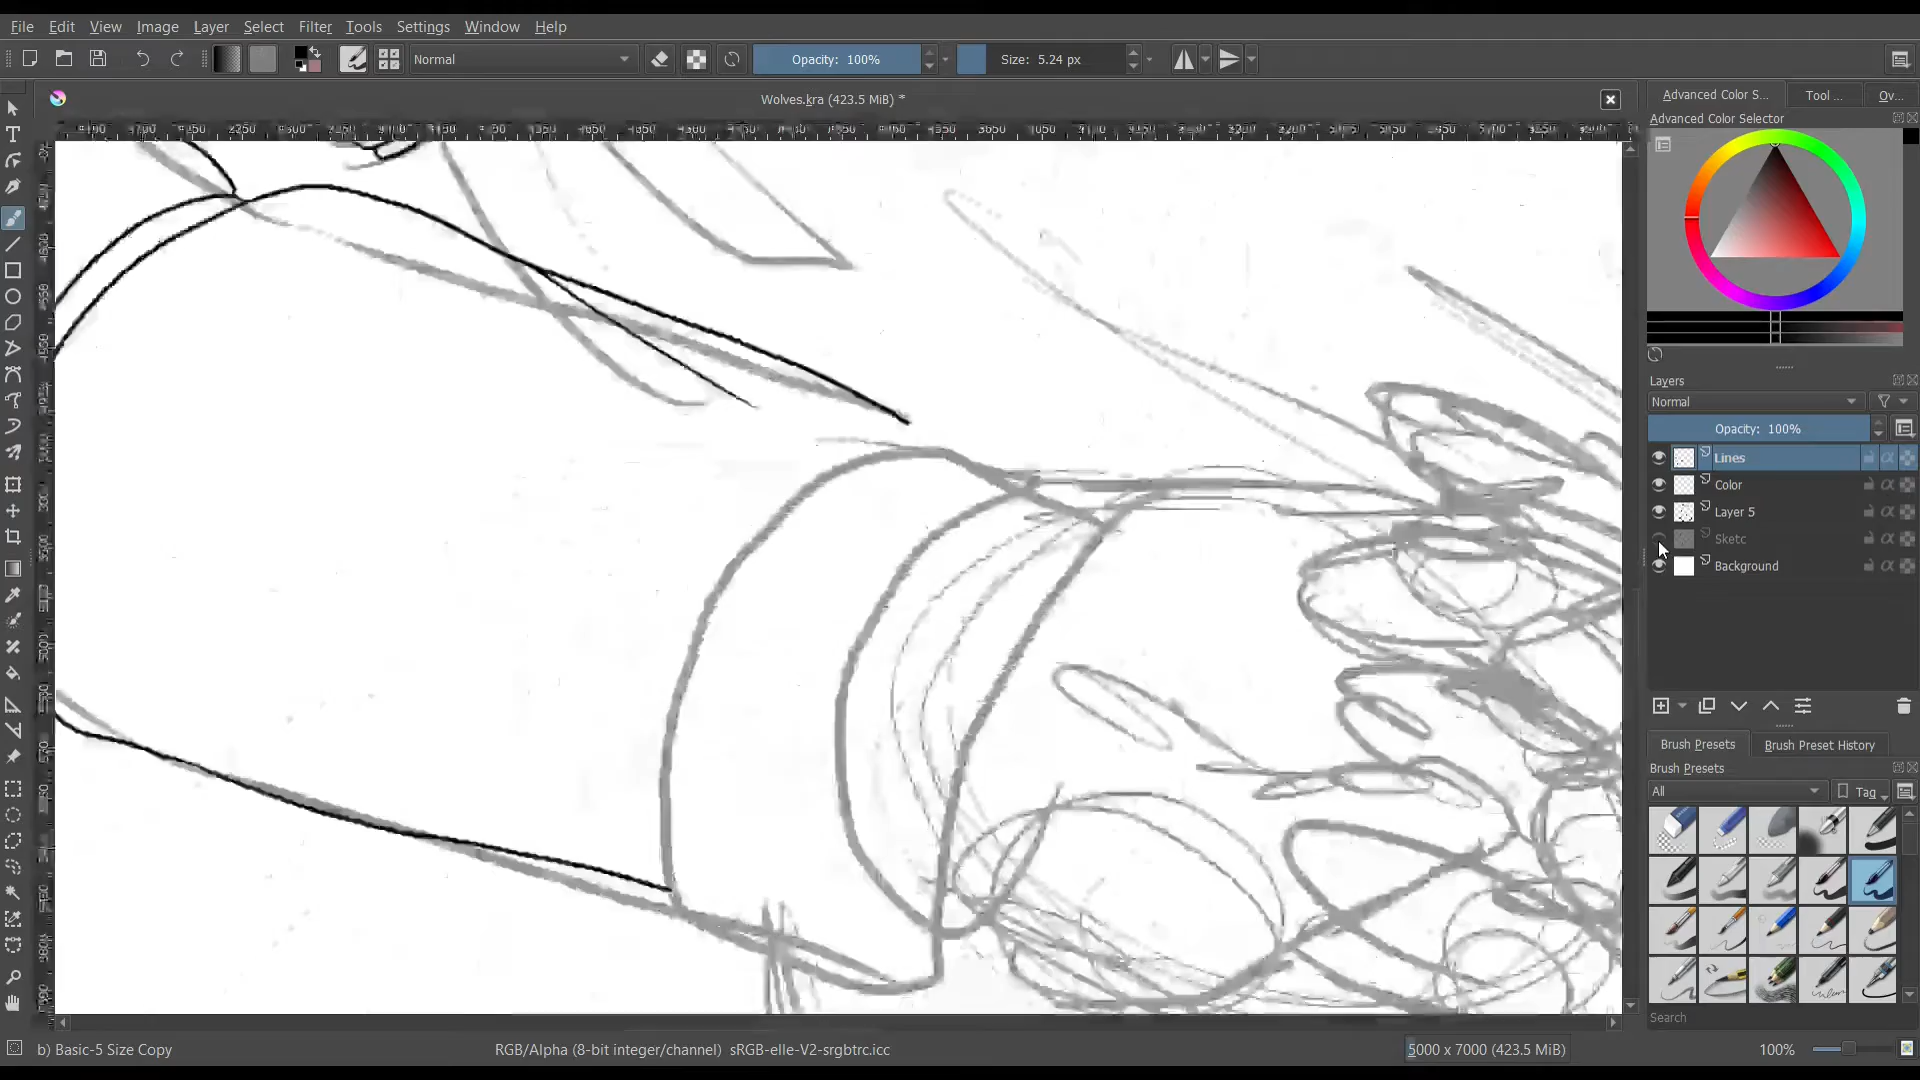 File Edit View Image Layer Select Filter Tools Settings Window Help
Normal Opacity: 100% Size: 5.24 px
Wolves.kra (423.5 MiB) *
Advanced Color S... Tool ... Ov...
Advanced Color Selector
Layers
Normal
Opacity: 100%
Lines
Color
Layer 5
Sketc
Background
Brush Presets Brush Preset History
Brush Presets
All Tag
Search
b) Basic-5 Size Copy RGB/Alpha (8-bit integer/channel) sRGB-elle-V2-srgbtrc.icc 5000 x 7000 (423.5 MiB) 100%